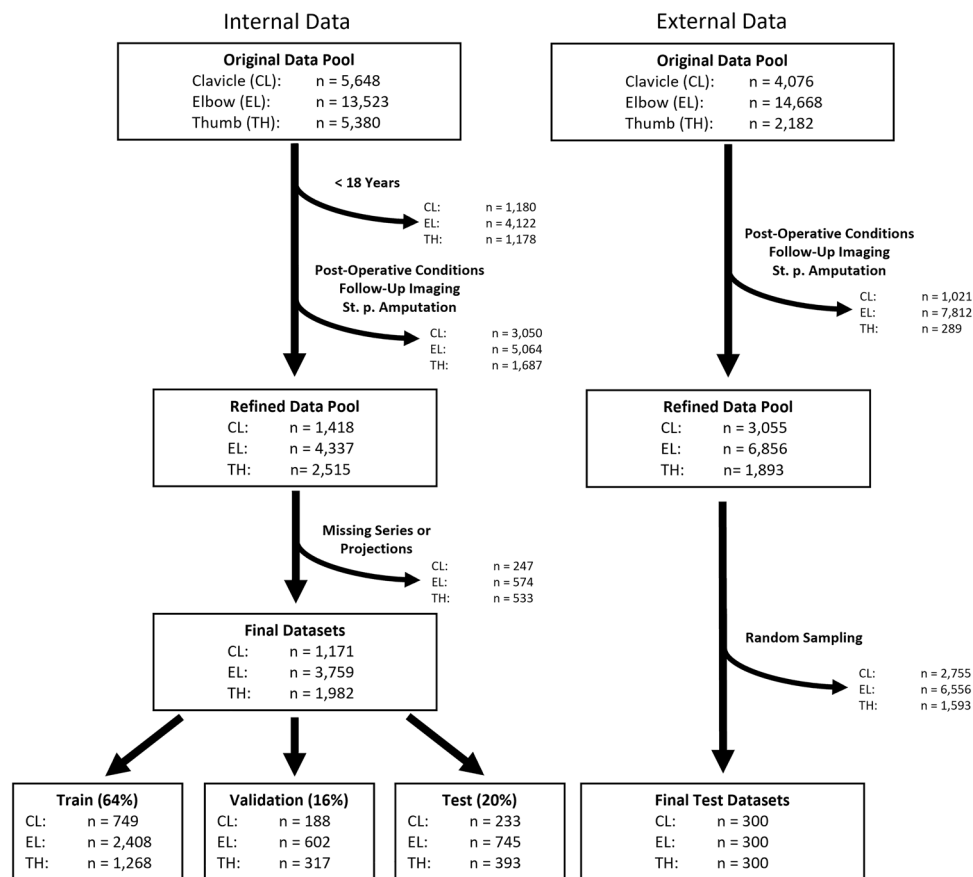 Internal Data
Original Data Pool
Clavicle (CL): n = 5,648
Elbow (EL): n = 13,523
Thumb (TH): n = 5,380
< 18 Years
CL: n = 1,180
EL: n = 4,122
TH: n = 1,178
Post-Operative Conditions
Follow-Up Imaging
St. p. Amputation
CL: n = 3,050
EL: n = 5,064
TH: n = 1,687
Refined Data Pool
CL: n = 1,418
EL: n = 4,337
TH: n= 2,515
Missing Series or
Projections
CL: n = 247
EL: n = 574
TH: n = 533
Final Datasets
CL: n = 1,171
EL: n = 3,759
TH: n = 1,982
Train (64%)
CL: n = 749
EL: n = 2,408
TH: n = 1,268
Validation (16%)
CL: n = 188
EL: n = 602
TH: n = 317
Test (20%)
CL: n = 233
EL: n = 745
TH: n = 393
External Data
Original Data Pool
Clavicle (CL): n = 4,076
Elbow (EL): n = 14,668
Thumb (TH): n = 2,182
Post-Operative Conditions
Follow-Up Imaging
St. p. Amputation
CL: n = 1,021
EL: n = 7,812
TH: n = 289
Refined Data Pool
CL: n = 3,055
EL: n = 6,856
TH: n = 1,893
Random Sampling
CL: n = 2,755
EL: n = 6,556
TH: n = 1,593
Final Test Datasets
CL: n = 300
EL: n = 300
TH: n = 300